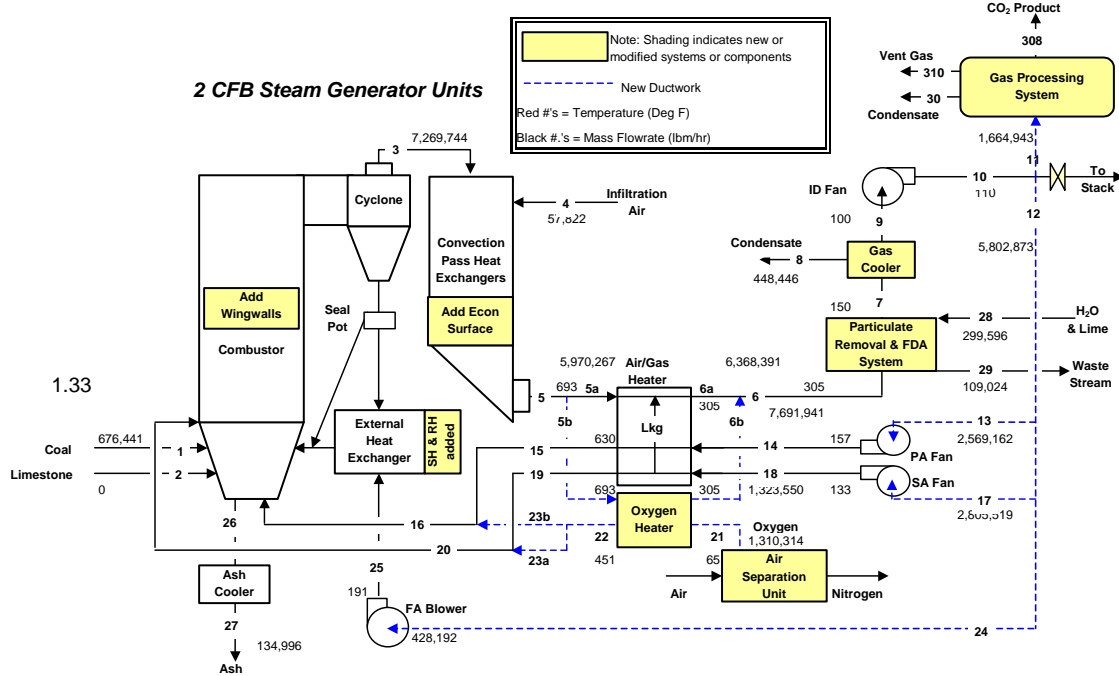 CO2 Product
308
Vent Gas
310
30
Condensate
Gas Processing
System
Note: Shading indicates new or
modified systems or components
New Ductwork
Red #'s = Temperature (Deg F)
Black #.'s = Mass Flowrate (lbm/hr)
2 CFB Steam Generator Units
7,269,744
3
1,664,943
11
10
110
To
Stack
ID Fan
12
100
9
Cyclone
4
Infiltration
Air
57,822
5,802,873
Convection
Pass Heat
Exchangers
Condensate
8
448,446
Gas
Cooler
7
150
Add
Wingwalls
Combustor
Seal
Pot
Add Econ
Surface
28
H2O
& Lime
299,596
Particulate
Removal & FDA
System
29
Waste
Stream
109,024
5,970,267
Air/Gas
Heater
6,368,391
1.33
5
693
5a
6a
305
6
305
7,691,941
5b
6b
Lkg
External
Heat
Exchanger
SH & RH
added
13
2,569,162
676,441
Coal
1
Limestone
2
0
15
630
14
157
PA Fan
19
18
133
SA Fan
17
2,805,519
693
305
1,323,550
26
16
23b
Oxygen
Heater
22
21
Oxygen
1,310,314
20
23a
451
65
Air
Separation
Unit
Air
Nitrogen
25
Ash
Cooler
191
FA Blower
428,192
24
27
134,996
Ash